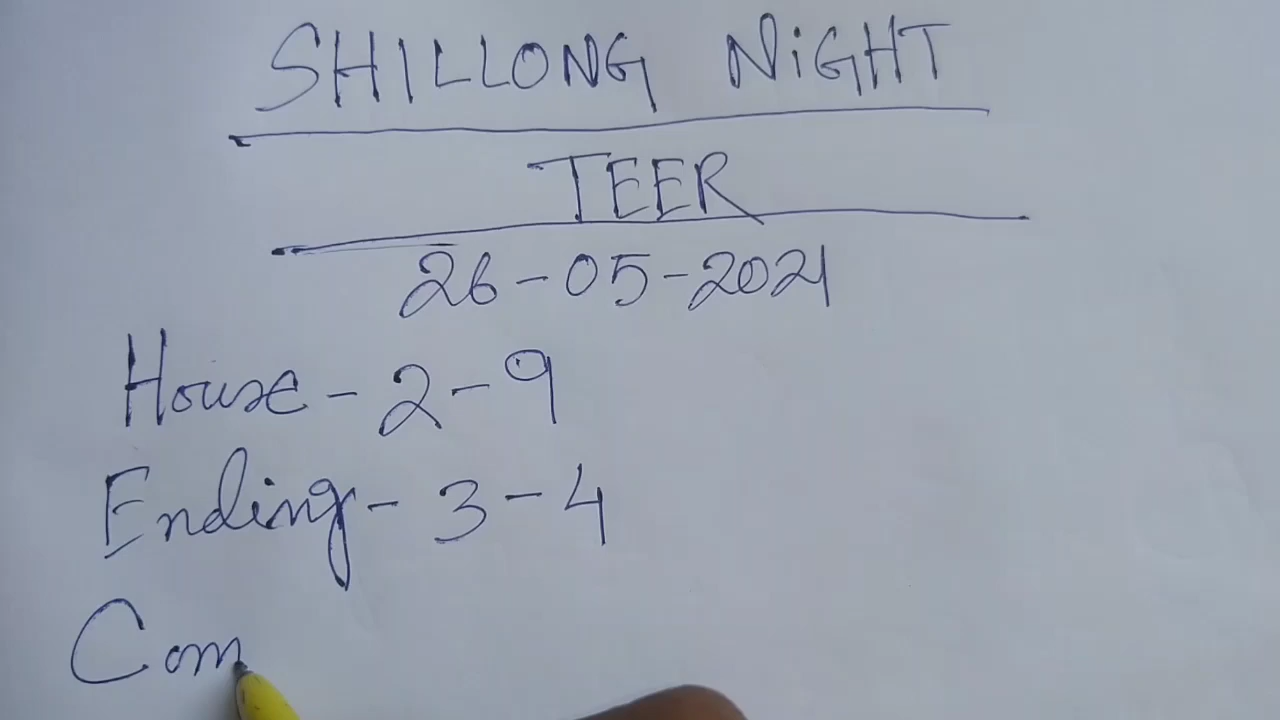 SHILLONG NiGHT
TEER
26-05-2021
House - 2 - 9
Ending - 3 - 4
Com